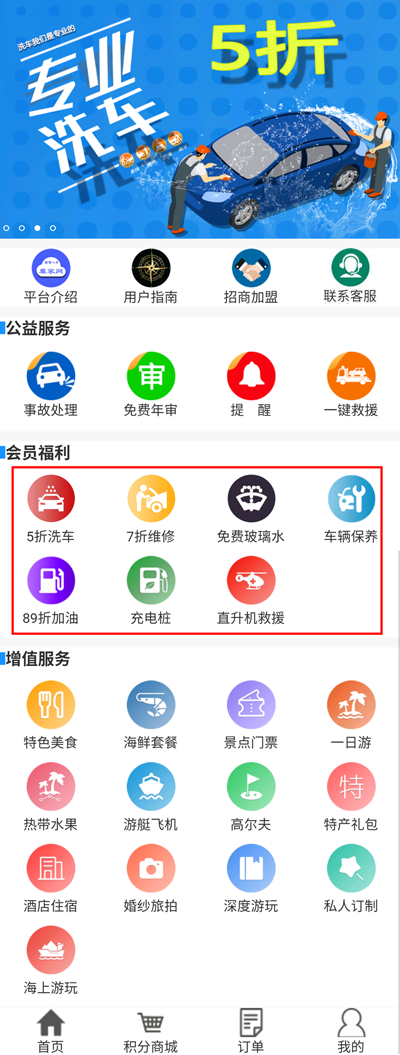 洗车我们是专业的
5折
专业
洗车
车家网
平台介绍 用户指南 招商加盟 联系客服
公益服务
审
事故处理 免费年审 提 醒 一键救援
会员福利
5折洗车 7折维修 免费玻璃水 车辆保养
89折加油 充电桩 直升机救援
增值服务
特色美食 海鲜套餐 景点门票 一日游
特
热带水果 游艇飞机 高尔夫 特产礼包
酒店住宿 婚纱旅拍 深度游玩 私人订制
海上游玩
首页 积分商城 订单 我的